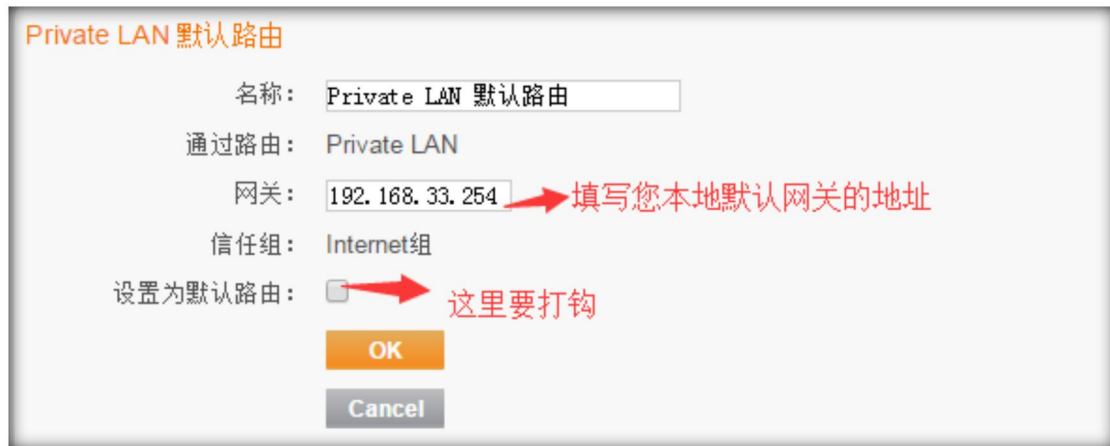 Private LAN 默认路由
名称： Private LAN 默认路由
通过路由： Private LAN
网关： 192.168.33.254 填写您本地默认网关的地址
信任组： Internet组
设置为默认路由： 这里要打钩
OK
Cancel